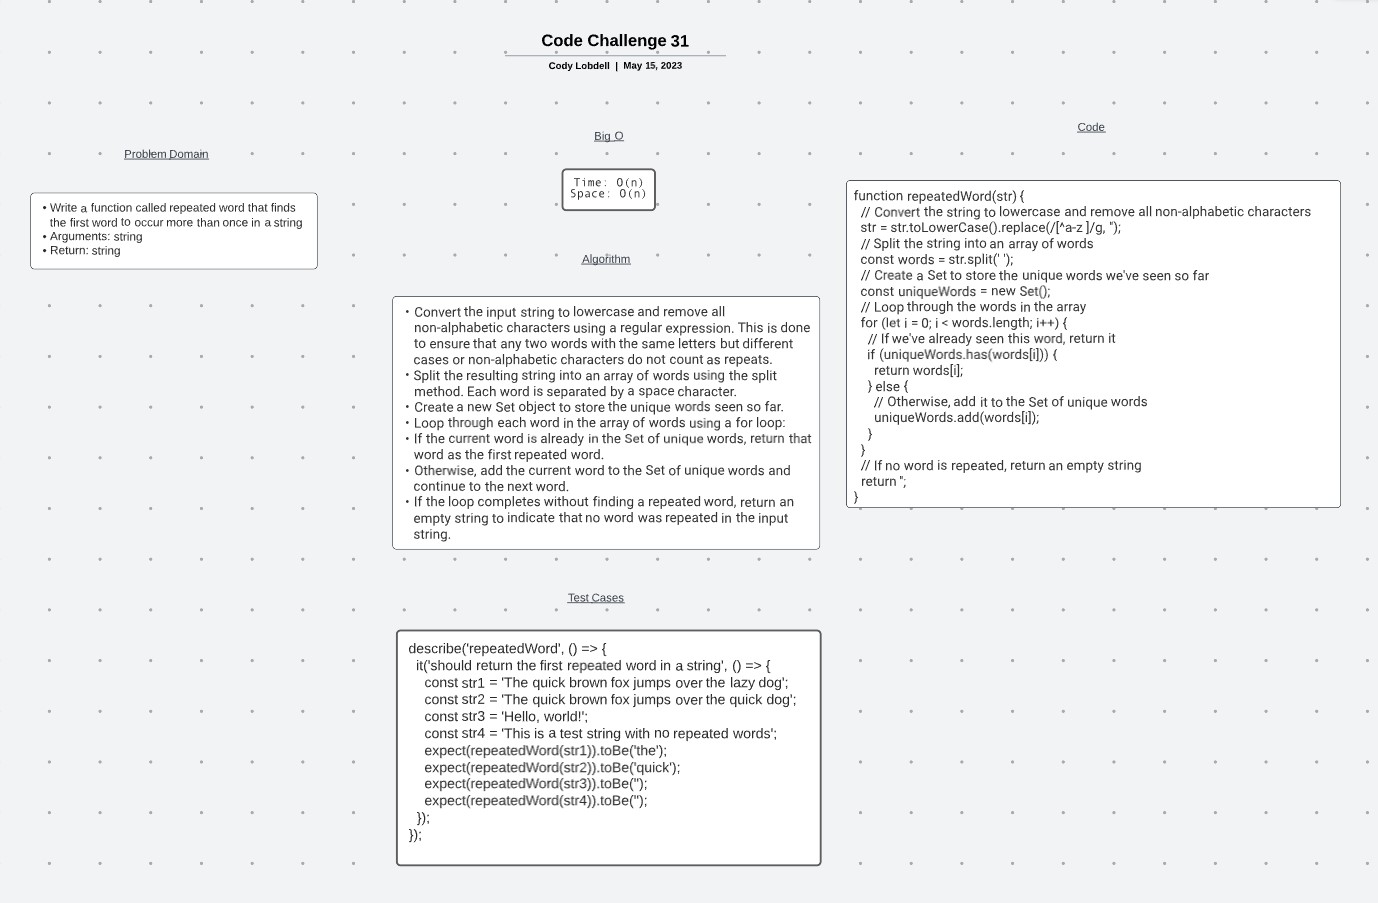 Code Challenge 31
Cody Lobdell | May 15, 2023
Problem Domain
• Write a function called repeated word that finds
the first word to occur more than once in a string
• Arguments: string
• Return: string
Big O
Time: O(n)
Space: O(n)
Algorithm
• Convert the input string to lowercase and remove all
non-alphabetic characters using a regular expression. This is done
to ensure that any two words with the same letters but different
cases or non-alphabetic characters do not count as repeats.
• Split the resulting string into an array of words using the split
method. Each word is separated by a space character.
• Create a new Set object to store the unique words seen so far.
• Loop through each word in the array of words using a for loop:
• If the current word is already in the Set of unique words, return that
word as the first repeated word.
• Otherwise, add the current word to the Set of unique words and
continue to the next word.
• If the loop completes without finding a repeated word, return an
empty string to indicate that no word was repeated in the input
string.
Test Cases
describe('repeatedWord', () => {
it('should return the first repeated word in a string', () => {
const str1 = 'The quick brown fox jumps over the lazy dog';
const str2 = 'The quick brown fox jumps over the quick dog';
const str3 = 'Hello, world!';
const str4 = 'This is a test string with no repeated words';
expect(repeatedWord(str1)).toBe('the');
expect(repeatedWord(str2)).toBe('quick');
expect(repeatedWord(str3)).toBe('');
expect(repeatedWord(str4)).toBe('');
});
});
Code
function repeatedWord(str) {
// Convert the string to lowercase and remove all non-alphabetic characters
str = str.toLowerCase().replace(/[^a-z ]/g, '');
// Split the string into an array of words
const words = str.split(' ');
// Create a Set to store the unique words we've seen so far
const uniqueWords = new Set();
// Loop through the words in the array
for (let i = 0; i < words.length; i++) {
// If we've already seen this word, return it
if (uniqueWords.has(words[i])) {
return words[i];
} else {
// Otherwise, add it to the Set of unique words
uniqueWords.add(words[i]);
}
}
// If no word is repeated, return an empty string
return '';
}